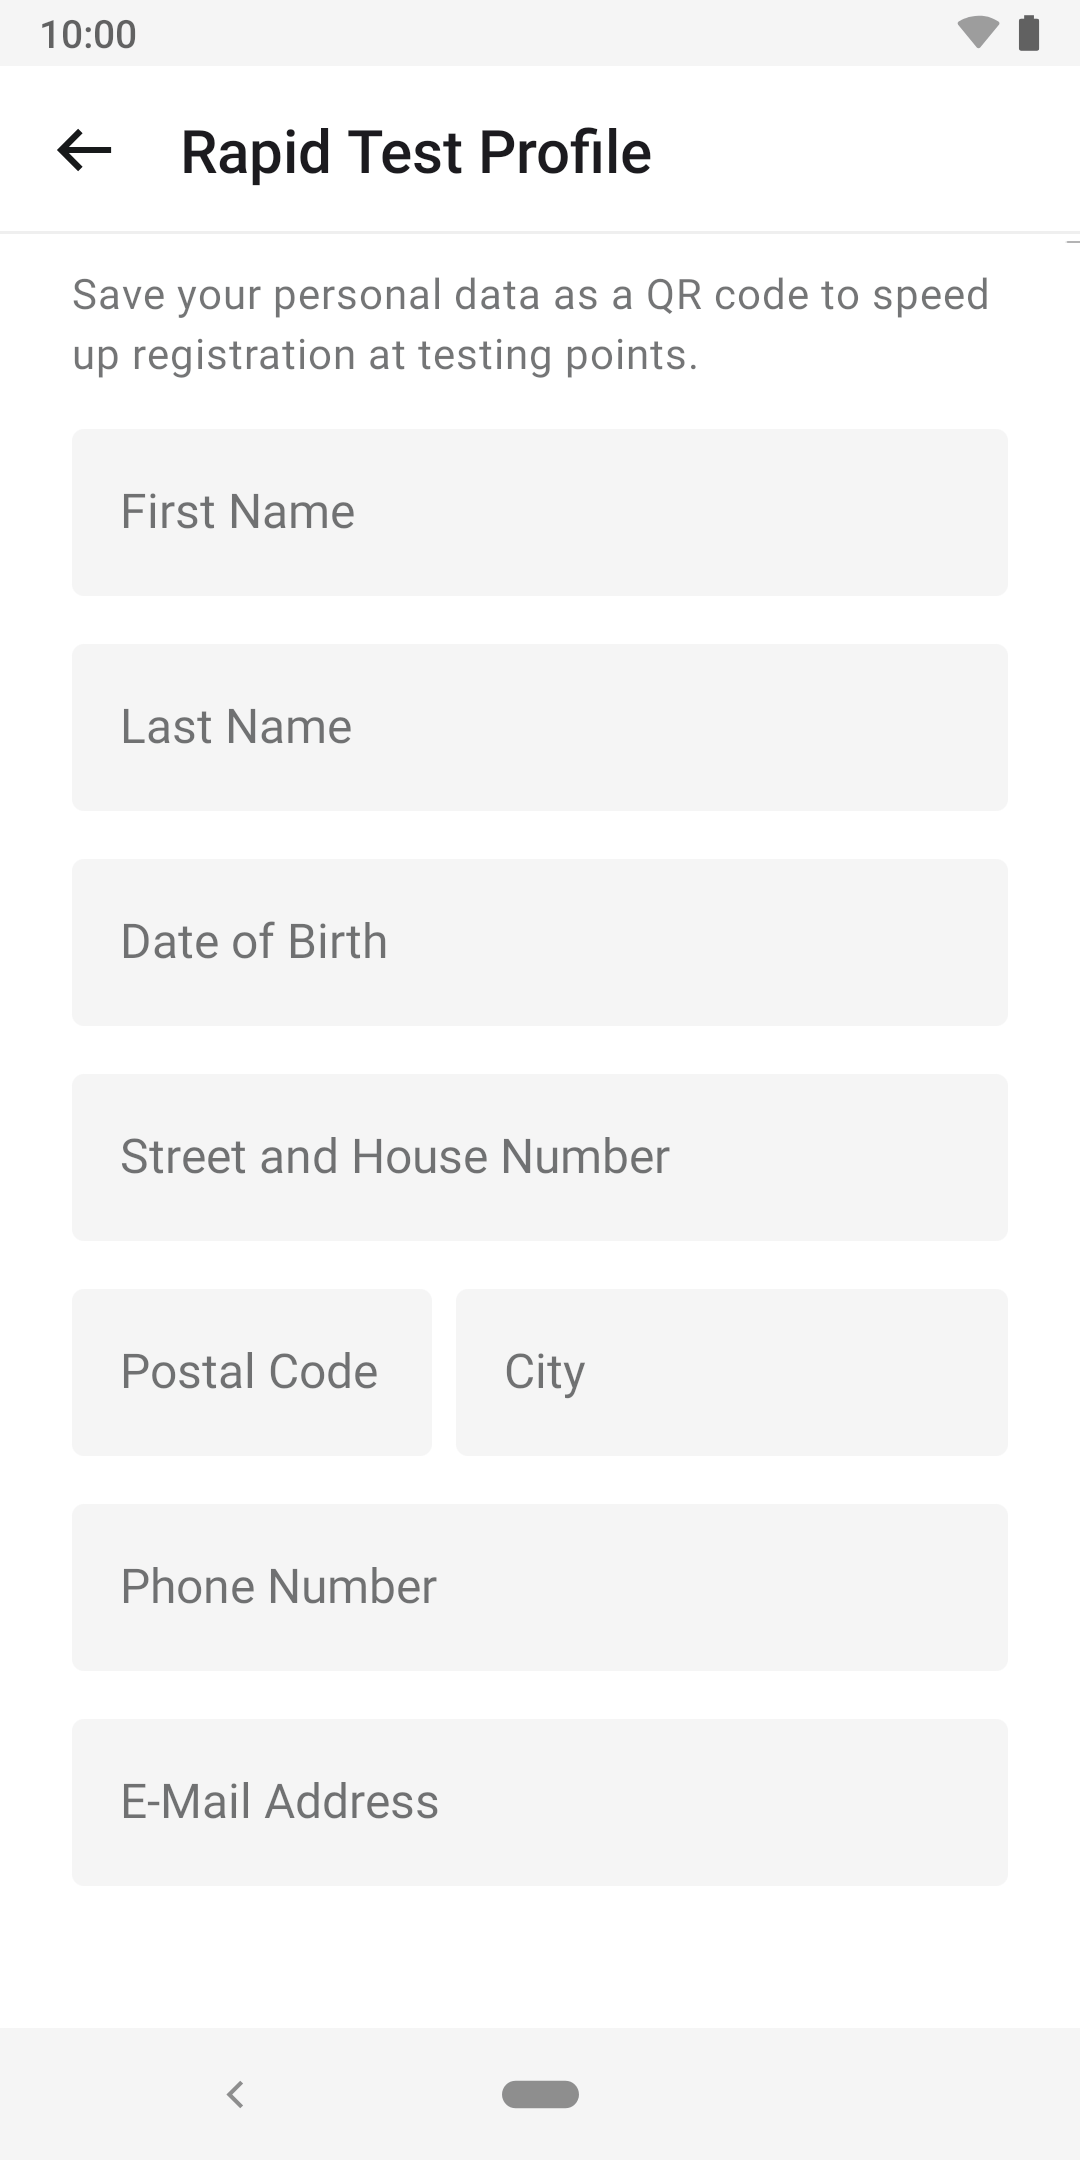 10:00
Rapid Test Profile
Save your personal data as a QR code to speed
up registration at testing points.
First Name
Last Name
Date of Birth
Street and House Number
Postal Code
City
Phone Number
E-Mail Address